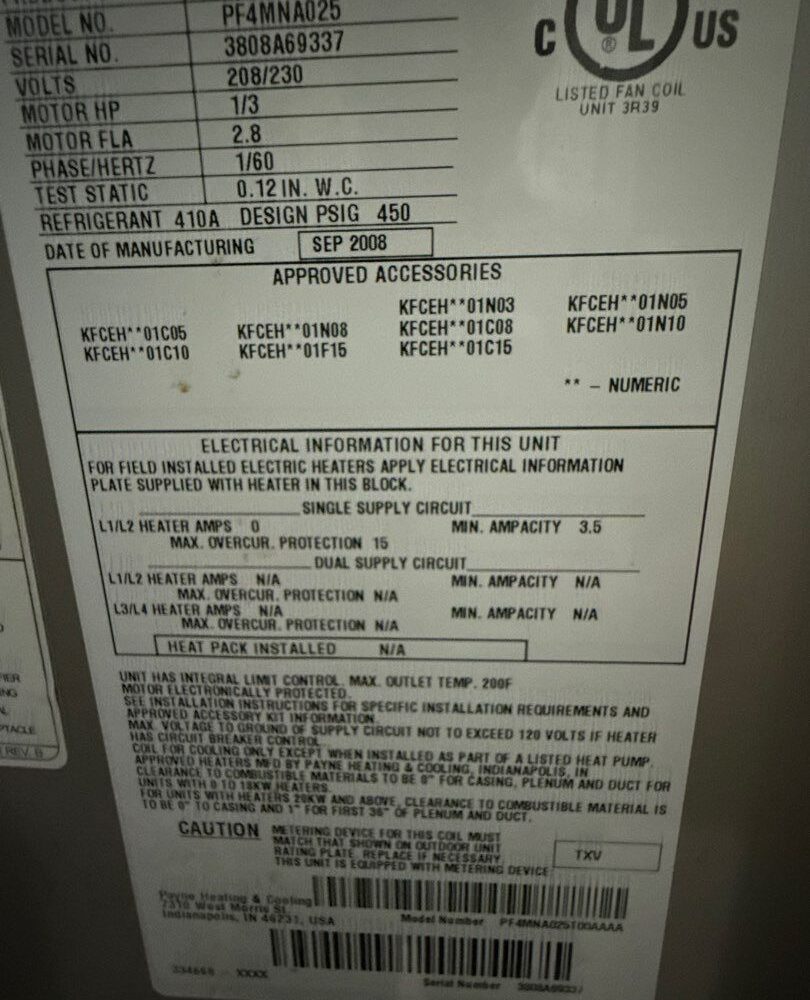 MODEL NO. PF4MNA025
SERIAL NO. 3808A69337
VOLTS 208/230
MOTOR HP 1/3
MOTOR FLA 2.8
PHASE/HERTZ 1/60
TEST STATIC 0.12 IN. W.C.
REFRIGERANT 410A DESIGN PSIG 450
DATE OF MANUFACTURING SEP 2008
C UL ® US
LISTED FAN COIL
UNIT 3R39
APPROVED ACCESSORIES
KFCEH**01N03 KFCEH**01N05
KFCEH**01C05 KFCEH**01N08 KFCEH**01C08 KFCEH**01N10
KFCEH**01C10 KFCEH**01F15 KFCEH**01C15
** - NUMERIC
ELECTRICAL INFORMATION FOR THIS UNIT
FOR FIELD INSTALLED ELECTRIC HEATERS APPLY ELECTRICAL INFORMATION
PLATE SUPPLIED WITH HEATER IN THIS BLOCK.
SINGLE SUPPLY CIRCUIT
L1/L2 HEATER AMPS 0 MIN. AMPACITY 3.5
MAX. OVERCUR. PROTECTION 15
DUAL SUPPLY CIRCUIT
L1/L2 HEATER AMPS N/A MIN. AMPACITY N/A
MAX. OVERCUR. PROTECTION N/A
L3/L4 HEATER AMPS N/A MIN. AMPACITY N/A
MAX. OVERCUR. PROTECTION N/A
HEAT PACK INSTALLED N/A
UNIT HAS INTEGRAL LIMIT CONTROL. MAX. OUTLET TEMP. 200F
MOTOR ELECTRONICALLY PROTECTED.
SEE INSTALLATION INSTRUCTIONS FOR SPECIFIC INSTALLATION REQUIREMENTS AND
APPROVED ACCESSORY KIT INFORMATION.
MAX. VOLTAGE TO GROUND OF SUPPLY CIRCUIT NOT TO EXCEED 120 VOLTS IF HEATER
HAS CIRCUIT BREAKER CONTROL
COIL FOR COOLING ONLY EXCEPT WHEN INSTALLED AS PART OF A LISTED HEAT PUMP.
APPROVED HEATERS MFD BY PAYNE HEATING & COOLING, INDIANAPOLIS, IN
CLEARANCE TO COMBUSTIBLE MATERIALS TO BE 0" FOR CASING, PLENUM AND DUCT FOR
UNITS WITH 0 TO 18KW HEATERS.
FOR UNITS WITH HEATERS 20KW AND ABOVE, CLEARANCE TO COMBUSTIBLE MATERIAL IS
TO BE 0" TO CASING AND 1" FOR FIRST 36" OF PLENUM AND DUCT.
CAUTION METERING DEVICE FOR THIS COIL MUST
MATCH THAT SHOWN ON OUTDOOR UNIT
RATING PLATE. REPLACE IF NECESSARY.
THIS UNIT IS EQUIPPED WITH METERING DEVICE TXV
Payne Heating & Cooling
7310 West Morris St
Indianapolis, IN 46231, USA
Model Number PF4MNA025T00AAAA
334668 - XXXX
Serial Number 3808A69337
REV. B